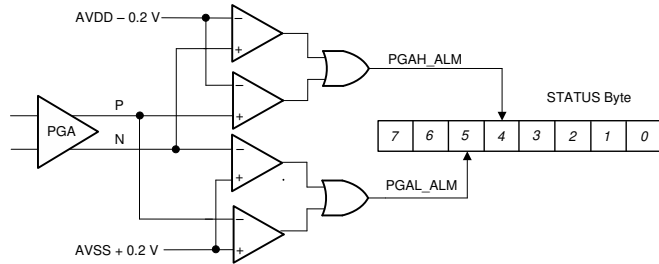 AVDD – 0.2 V
–
+
PGAH_ALM
STATUS Byte
–
+
P
PGA
7 6 5 4 3 2 1 0
N
–
+
PGAL_ALM
–
AVSS + 0.2 V
+